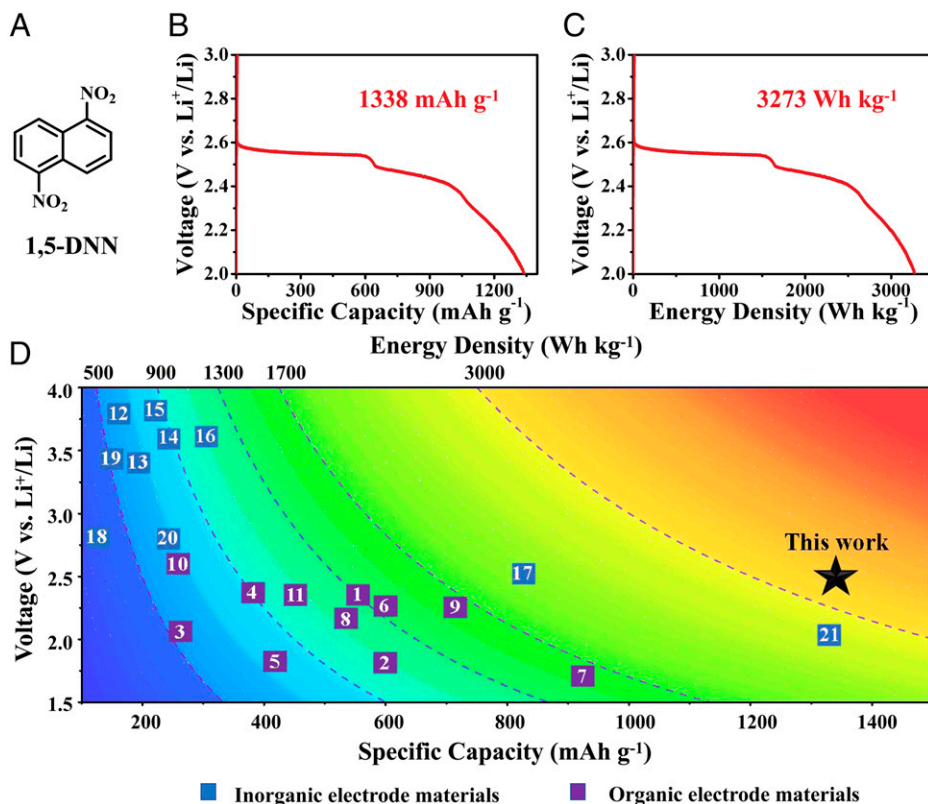 A
NO₂
NO₂
1,5-DNN
B
Voltage (V vs. Li⁺/Li)
3.0
2.8
2.6
2.4
2.2
2.0
1338 mAh g⁻¹
0 300 600 900 1200
Specific Capacity (mAh g⁻¹)
C
Voltage (V vs. Li⁺/Li)
3.0
2.8
2.6
2.4
2.2
2.0
3273 Wh kg⁻¹
0 1000 2000 3000
Energy Density (Wh kg⁻¹)
D
Energy Density (Wh kg⁻¹)
500 900 1300 1700 3000
Voltage (V vs. Li⁺/Li)
4.0
3.5
3.0
2.5
2.0
1.5
12 15
14 16
19 13
18 20
10 17
This work
4 11 1 6 9
8
3 21
5 2 7
200 400 600 800 1000 1200 1400
Specific Capacity (mAh g⁻¹)
Inorganic electrode materials
Organic electrode materials